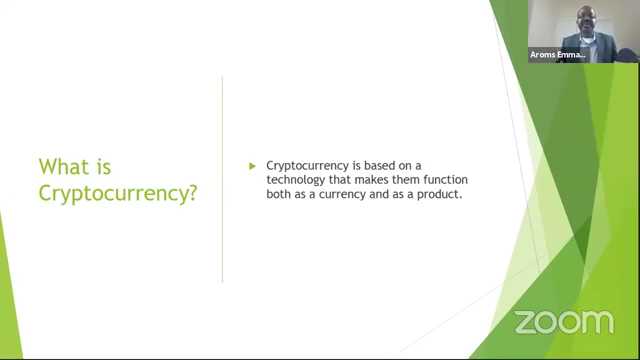 Aroms Emma...
What is
Cryptocurrency?
Cryptocurrency is based on a
technology that makes them function
both as a currency and as a product.
zoom